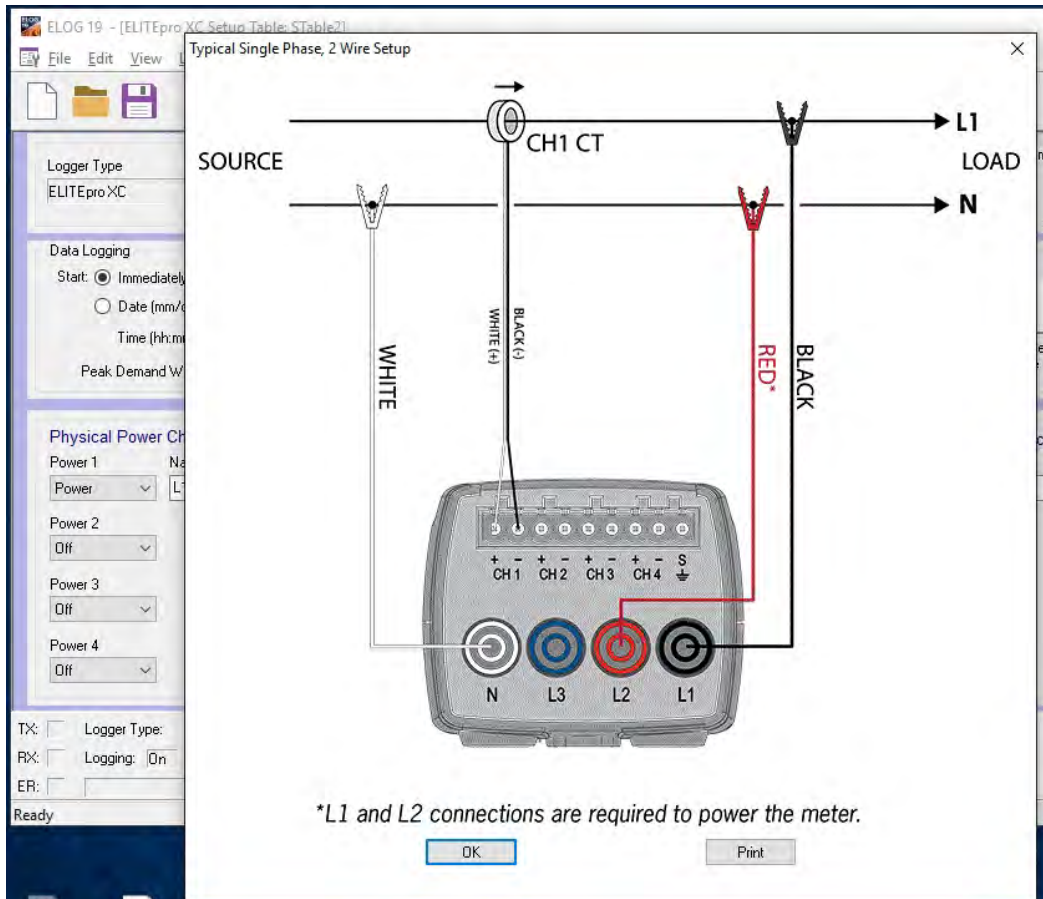 ELOG 19 - [ELITEpro XC Setup Table: STable2]
File Edit View
Typical Single Phase, 2 Wire Setup
Logger Type
ELITEpro XC
Data Logging
Start: Immediately
Date (mm/d
Time (hh:mm
Peak Demand W
Physical Power Ch
Power 1 Na
Power L1
Power 2
Off
Power 3
Off
Power 4
Off
TX: Logger Type:
RX: Logging: On
ER:
Ready
CH1 CT
L1
SOURCE
LOAD
N
WHITE (+)
BLACK (-)
WHITE
RED*
BLACK
+ - + - + - + - S
CH 1 CH 2 CH 3 CH 4
N L3 L2 L1
*L1 and L2 connections are required to power the meter.
OK Print